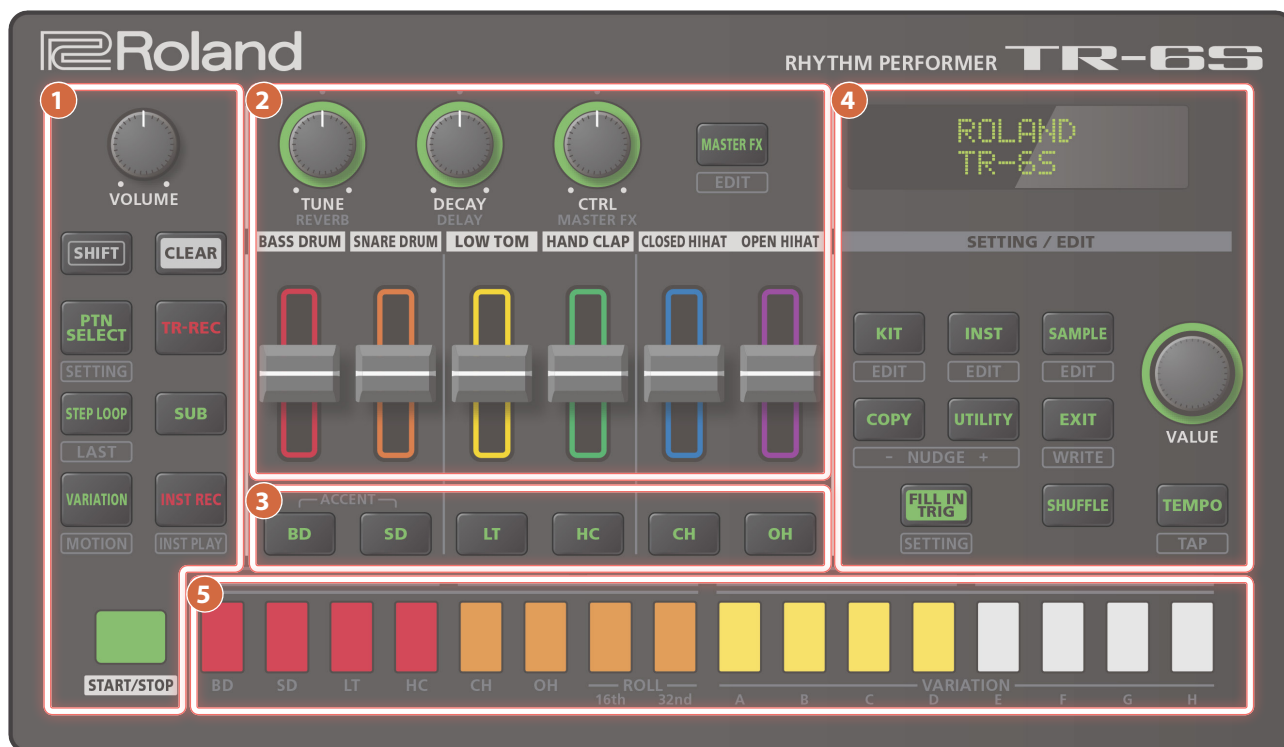 Roland
RHYTHM PERFORMER TR-6S
1
VOLUME
SHIFT
CLEAR
PTN SELECT
TR-REC
SETTING
STEP LOOP
SUB
LAST
VARIATION
INST REC
MOTION
INST PLAY
START/STOP
2
TUNE
DECAY
CTRL
MASTER FX
REVERB
DELAY
MASTER FX
EDIT
BASS DRUM
SNARE DRUM
LOW TOM
HAND CLAP
CLOSED HIHAT
OPEN HIHAT
3
ACCENT
BD
SD
LT
HC
CH
OH
4
ROLAND
TR-6S
SETTING / EDIT
KIT
INST
SAMPLE
EDIT
EDIT
EDIT
COPY
UTILITY
EXIT
VALUE
- NUDGE +
WRITE
FILL IN TRIG
SHUFFLE
TEMPO
SETTING
TAP
5
BD
SD
LT
HC
CH
OH
ROLL
VARIATION
16th
32nd
A
B
C
D
E
F
G
H